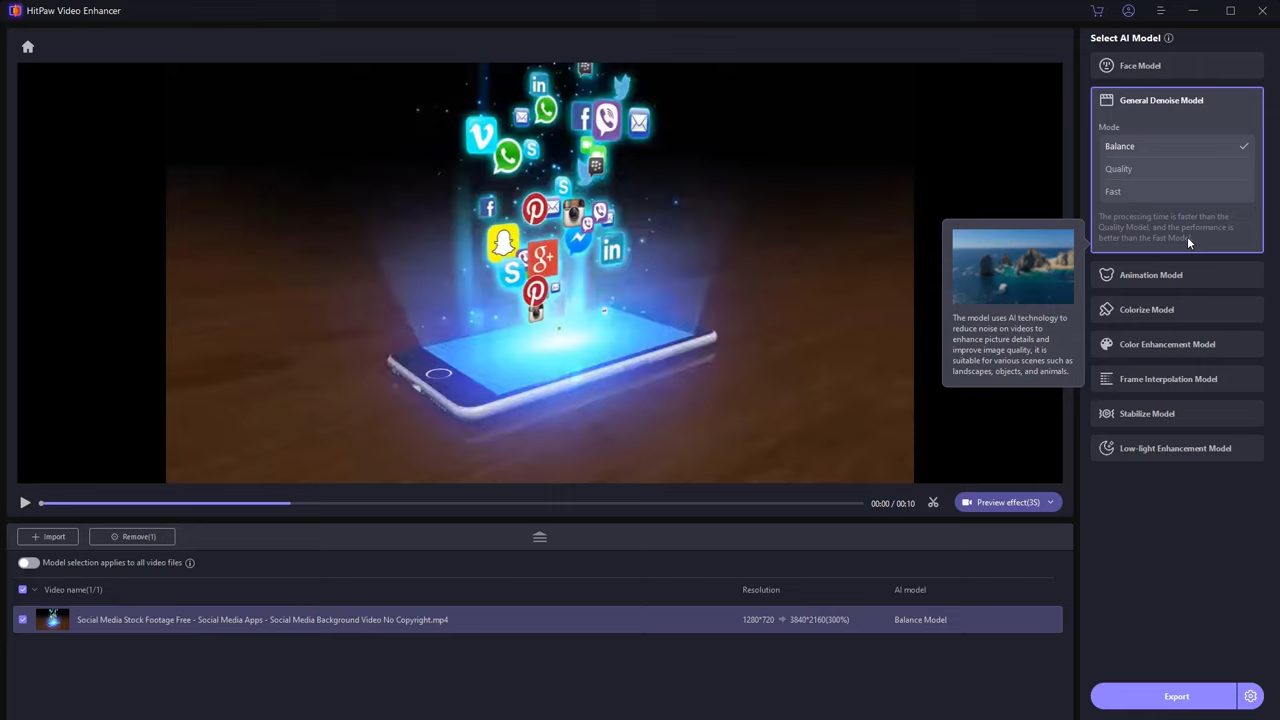 HitPaw Video Enhancer
Select AI Model
Face Model
General Denoise Model
Mode
Balance
Quality
Fast
The processing time is faster than the
Quality Model, and the performance is
better than the Fast Model.
The model uses AI technology to
reduce noise on videos to
enhance picture details and
improve image quality, it is
suitable for various scenes such as
landscapes, objects, and animals.
Animation Model
Colorize Model
Color Enhancement Model
Frame Interpolation Model
Stabilize Model
Low-light Enhancement Model
in
f
S
S
f
S
g+
in
S
00:00 / 00:10
Preview effect(3S)
Import
Remove(1)
Model selection applies to all video files
Video name(1/1)
Resolution
AI model
Social Media Stock Footage Free - Social Media Apps - Social Media Background Video No Copyright.mp4
1280*720
3840*2160(300%)
Balance Model
Export